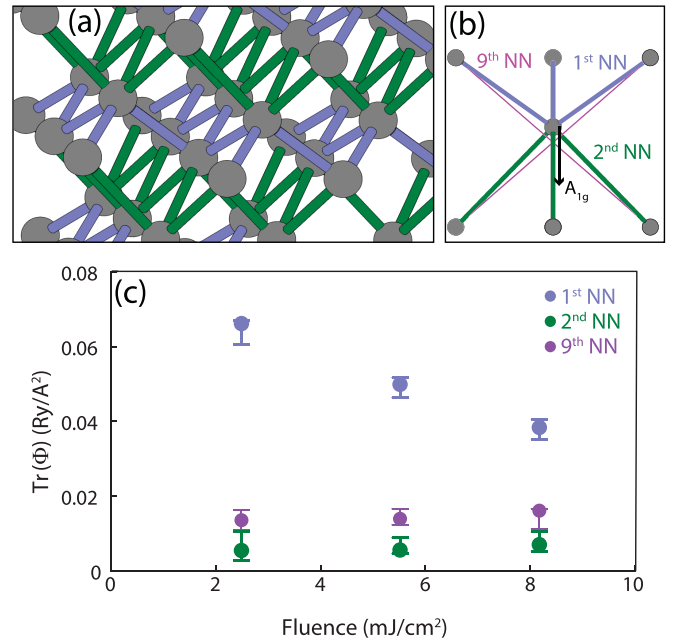 (a)
(b)
9th NN
1st NN
2nd NN
A1g
(c)
1st NN
2nd NN
9th NN
Tr(Φ) (Ry/A²)
0.08
0.06
0.04
0.02
0
0 2 4 6 8 10
Fluence (mJ/cm²)